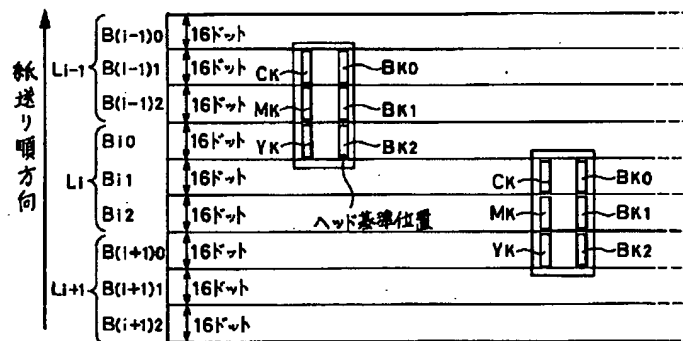 紙送り順方向
Li-1
Li
Li+1
B(i-1)0
B(i-1)1
B(i-1)2
Bi0
Bi1
Bi2
B(i+1)0
B(i+1)1
B(i+1)2
16ドット
16ドット
16ドット
16ドット
16ドット
16ドット
16ドット
16ドット
16ドット
CK
MK
YK
BK0
BK1
BK2
ヘッド基準位置
CK
MK
YK
BK0
BK1
BK2